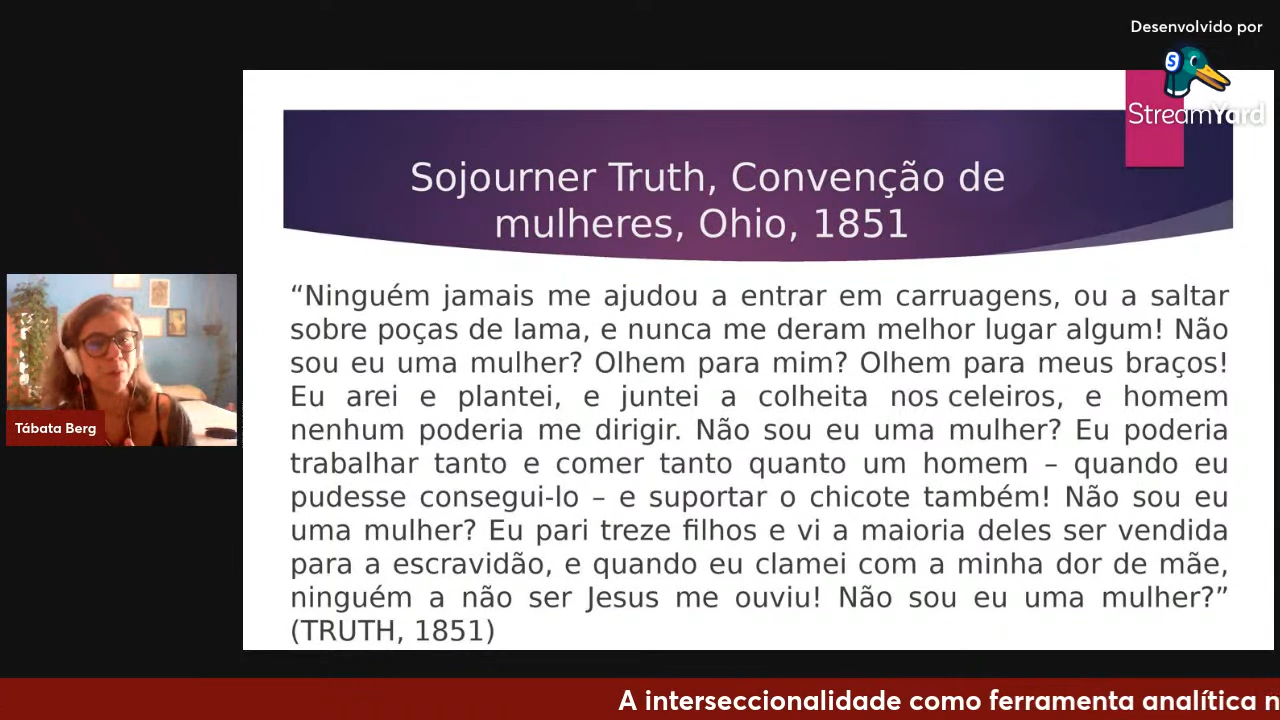 Desenvolvido por
S
StreamYard
Sojourner Truth, Convenção de
mulheres, Ohio, 1851
“Ninguém jamais me ajudou a entrar em carruagens, ou a saltar
sobre poças de lama, e nunca me deram melhor lugar algum! Não
sou eu uma mulher? Olhem para mim? Olhem para meus braços!
Eu arei e plantei, e juntei a colheita nos celeiros, e homem
nenhum poderia me dirigir. Não sou eu uma mulher? Eu poderia
trabalhar tanto e comer tanto quanto um homem – quando eu
pudesse consegui-lo – e suportar o chicote também! Não sou eu
uma mulher? Eu pari treze filhos e vi a maioria deles ser vendida
para a escravidão, e quando eu clamei com a minha dor de mãe,
ninguém a não ser Jesus me ouviu! Não sou eu uma mulher?”
(TRUTH, 1851)
Tábata Berg
A interseccionalidade como ferramenta analítica n